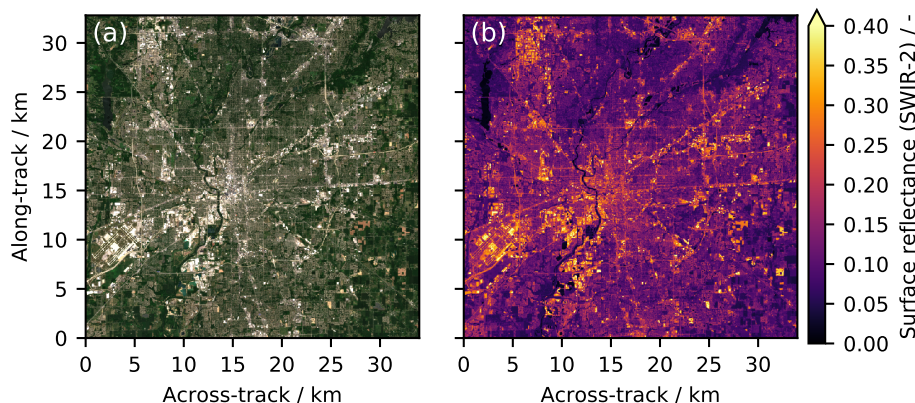 (a)
(b)
30
25
20
15
10
5
0
Along-track / km
0 5 10 15 20 25 30
Across-track / km
0 5 10 15 20 25 30
Across-track / km
0.40
0.35
0.30
0.25
0.20
0.15
0.10
0.05
0.00
Surface reflectance (SWIR-2) / -